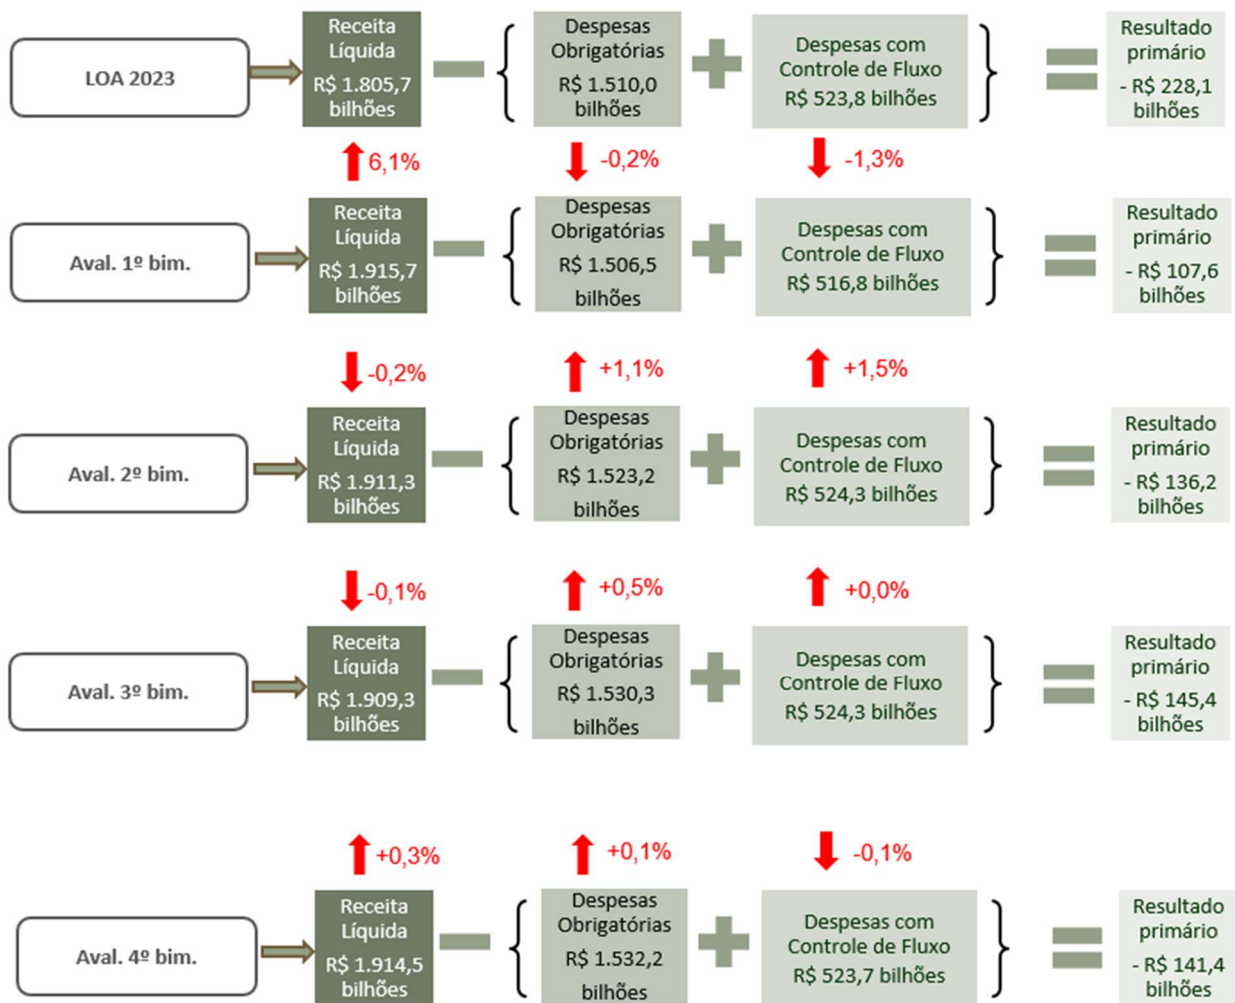 LOA 2023
Receita
Líquida
R$ 1.805,7
bilhões
Despesas
Obrigatórias
R$ 1.510,0
bilhões
Despesas com
Controle de Fluxo
R$ 523,8 bilhões
Resultado
primário
- R$ 228,1
bilhões
6,1%
-0,2%
-1,3%
Aval. 1º bim.
Receita
Líquida
R$ 1.915,7
bilhões
Despesas
Obrigatórias
R$ 1.506,5
bilhões
Despesas com
Controle de Fluxo
R$ 516,8 bilhões
Resultado
primário
- R$ 107,6
bilhões
-0,2%
+1,1%
+1,5%
Aval. 2º bim.
Receita
Líquida
R$ 1.911,3
bilhões
Despesas
Obrigatórias
R$ 1.523,2
bilhões
Despesas com
Controle de Fluxo
R$ 524,3 bilhões
Resultado
primário
- R$ 136,2
bilhões
-0,1%
+0,5%
+0,0%
Aval. 3º bim.
Receita
Líquida
R$ 1.909,3
bilhões
Despesas
Obrigatórias
R$ 1.530,3
bilhões
Despesas com
Controle de Fluxo
R$ 524,3 bilhões
Resultado
primário
- R$ 145,4
bilhões
+0,3%
+0,1%
-0,1%
Aval. 4º bim.
Receita
Líquida
R$ 1.914,5
bilhões
Despesas
Obrigatórias
R$ 1.532,2
bilhões
Despesas com
Controle de Fluxo
R$ 523,7 bilhões
Resultado
primário
- R$ 141,4
bilhões